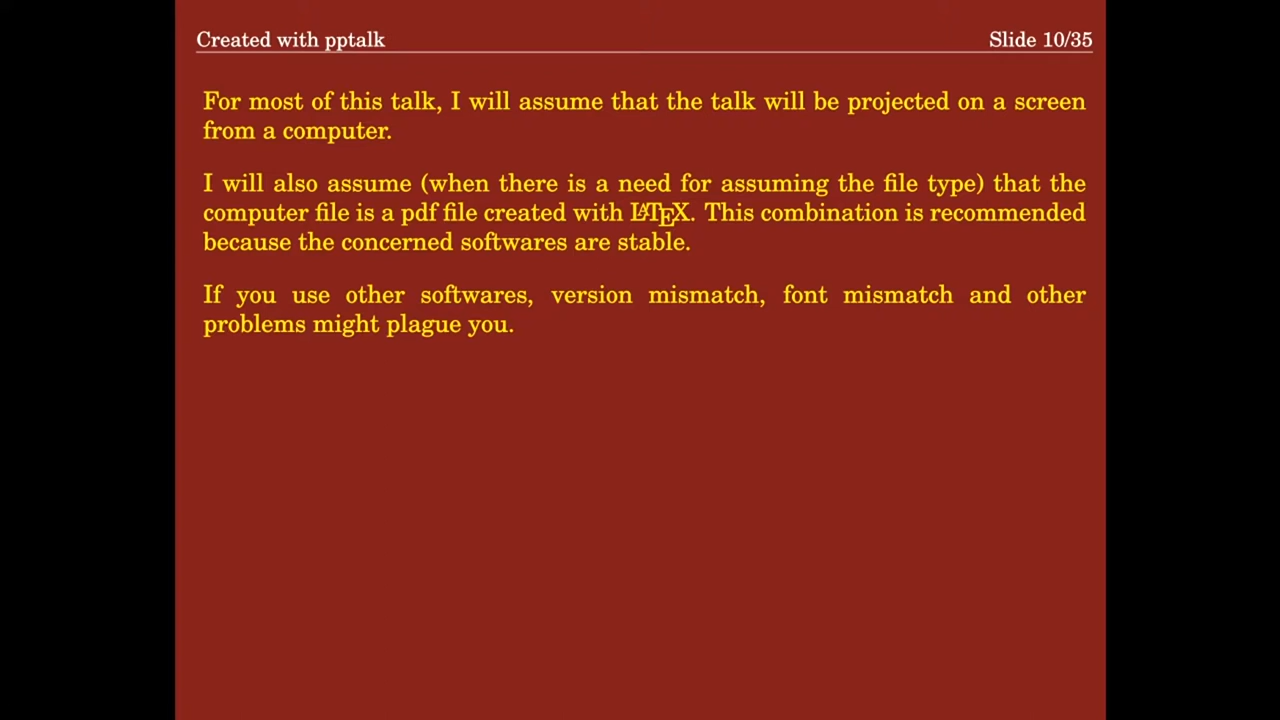 Created with pptalk
Slide 10/35
For most of this talk, I will assume that the talk will be projected on a screen
from a computer.
I will also assume (when there is a need for assuming the file type) that the
computer file is a pdf file created with LATEX. This combination is recommended
because the concerned softwares are stable.
If you use other softwares, version mismatch, font mismatch and other
problems might plague you.